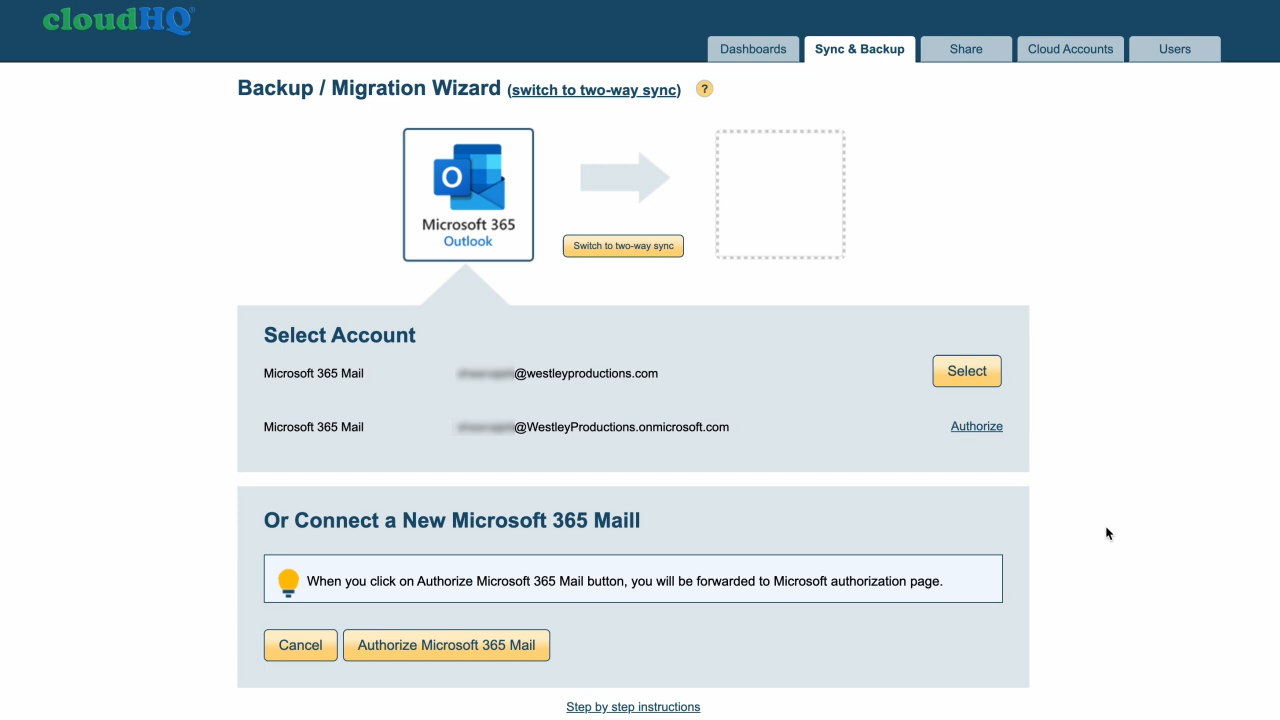 cloudHQ
Dashboards
Sync & Backup
Share
Cloud Accounts
Users
Backup / Migration Wizard (switch to two-way sync) ?
O
Microsoft 365
Outlook
Switch to two-way sync
Select Account
Microsoft 365 Mail @westleyproductions.com Select
Microsoft 365 Mail @WestleyProductions.onmicrosoft.com Authorize
Or Connect a New Microsoft 365 Maill
When you click on Authorize Microsoft 365 Mail button, you will be forwarded to Microsoft authorization page.
Cancel Authorize Microsoft 365 Mail
Step by step instructions